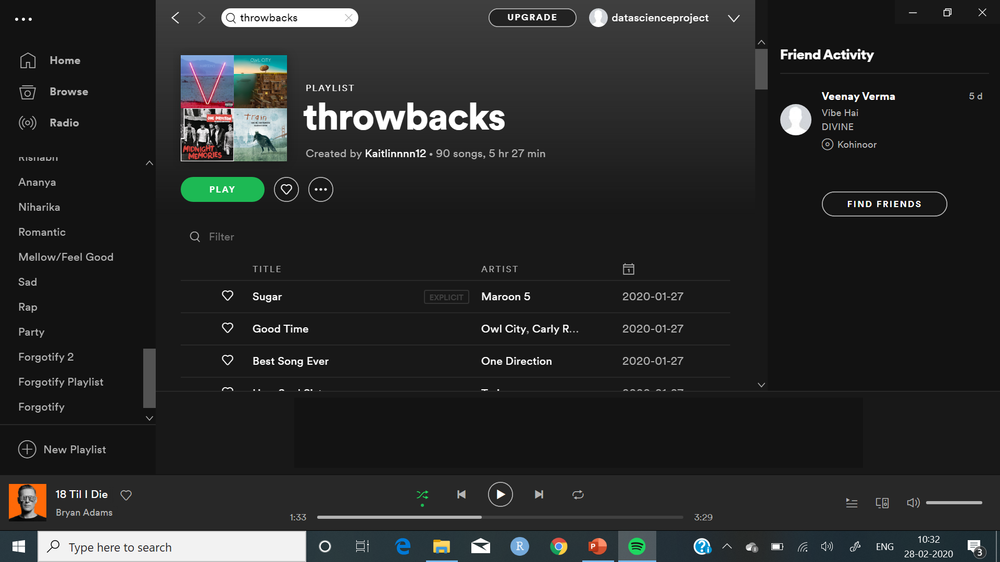 throwbacks
UPGRADE
datascienceproject
Home
Browse
Radio
Rishabh
Ananya
Niharika
Romantic
Mellow/Feel Good
Sad
Rap
Party
Forgotify 2
Forgotify Playlist
Forgotify
New Playlist
OWL CITY
ONE DIRECTION
MIDNIGHT MEMORIES
Train
PLAYLIST
throwbacks
Created by Kaitlinnnn12 • 90 songs, 5 hr 27 min
PLAY
Filter
TITLE ARTIST
Sugar EXPLICIT Maroon 5 2020-01-27
Good Time Owl City, Carly R... 2020-01-27
Best Song Ever One Direction 2020-01-27
Friend Activity
Veenay Verma 5 d
Vibe Hai
DIVINE
Kohinoor
FIND FRIENDS
18 Til I Die
Bryan Adams
1:33
3:29
Type here to search
ENG
10:32
28-02-2020
3